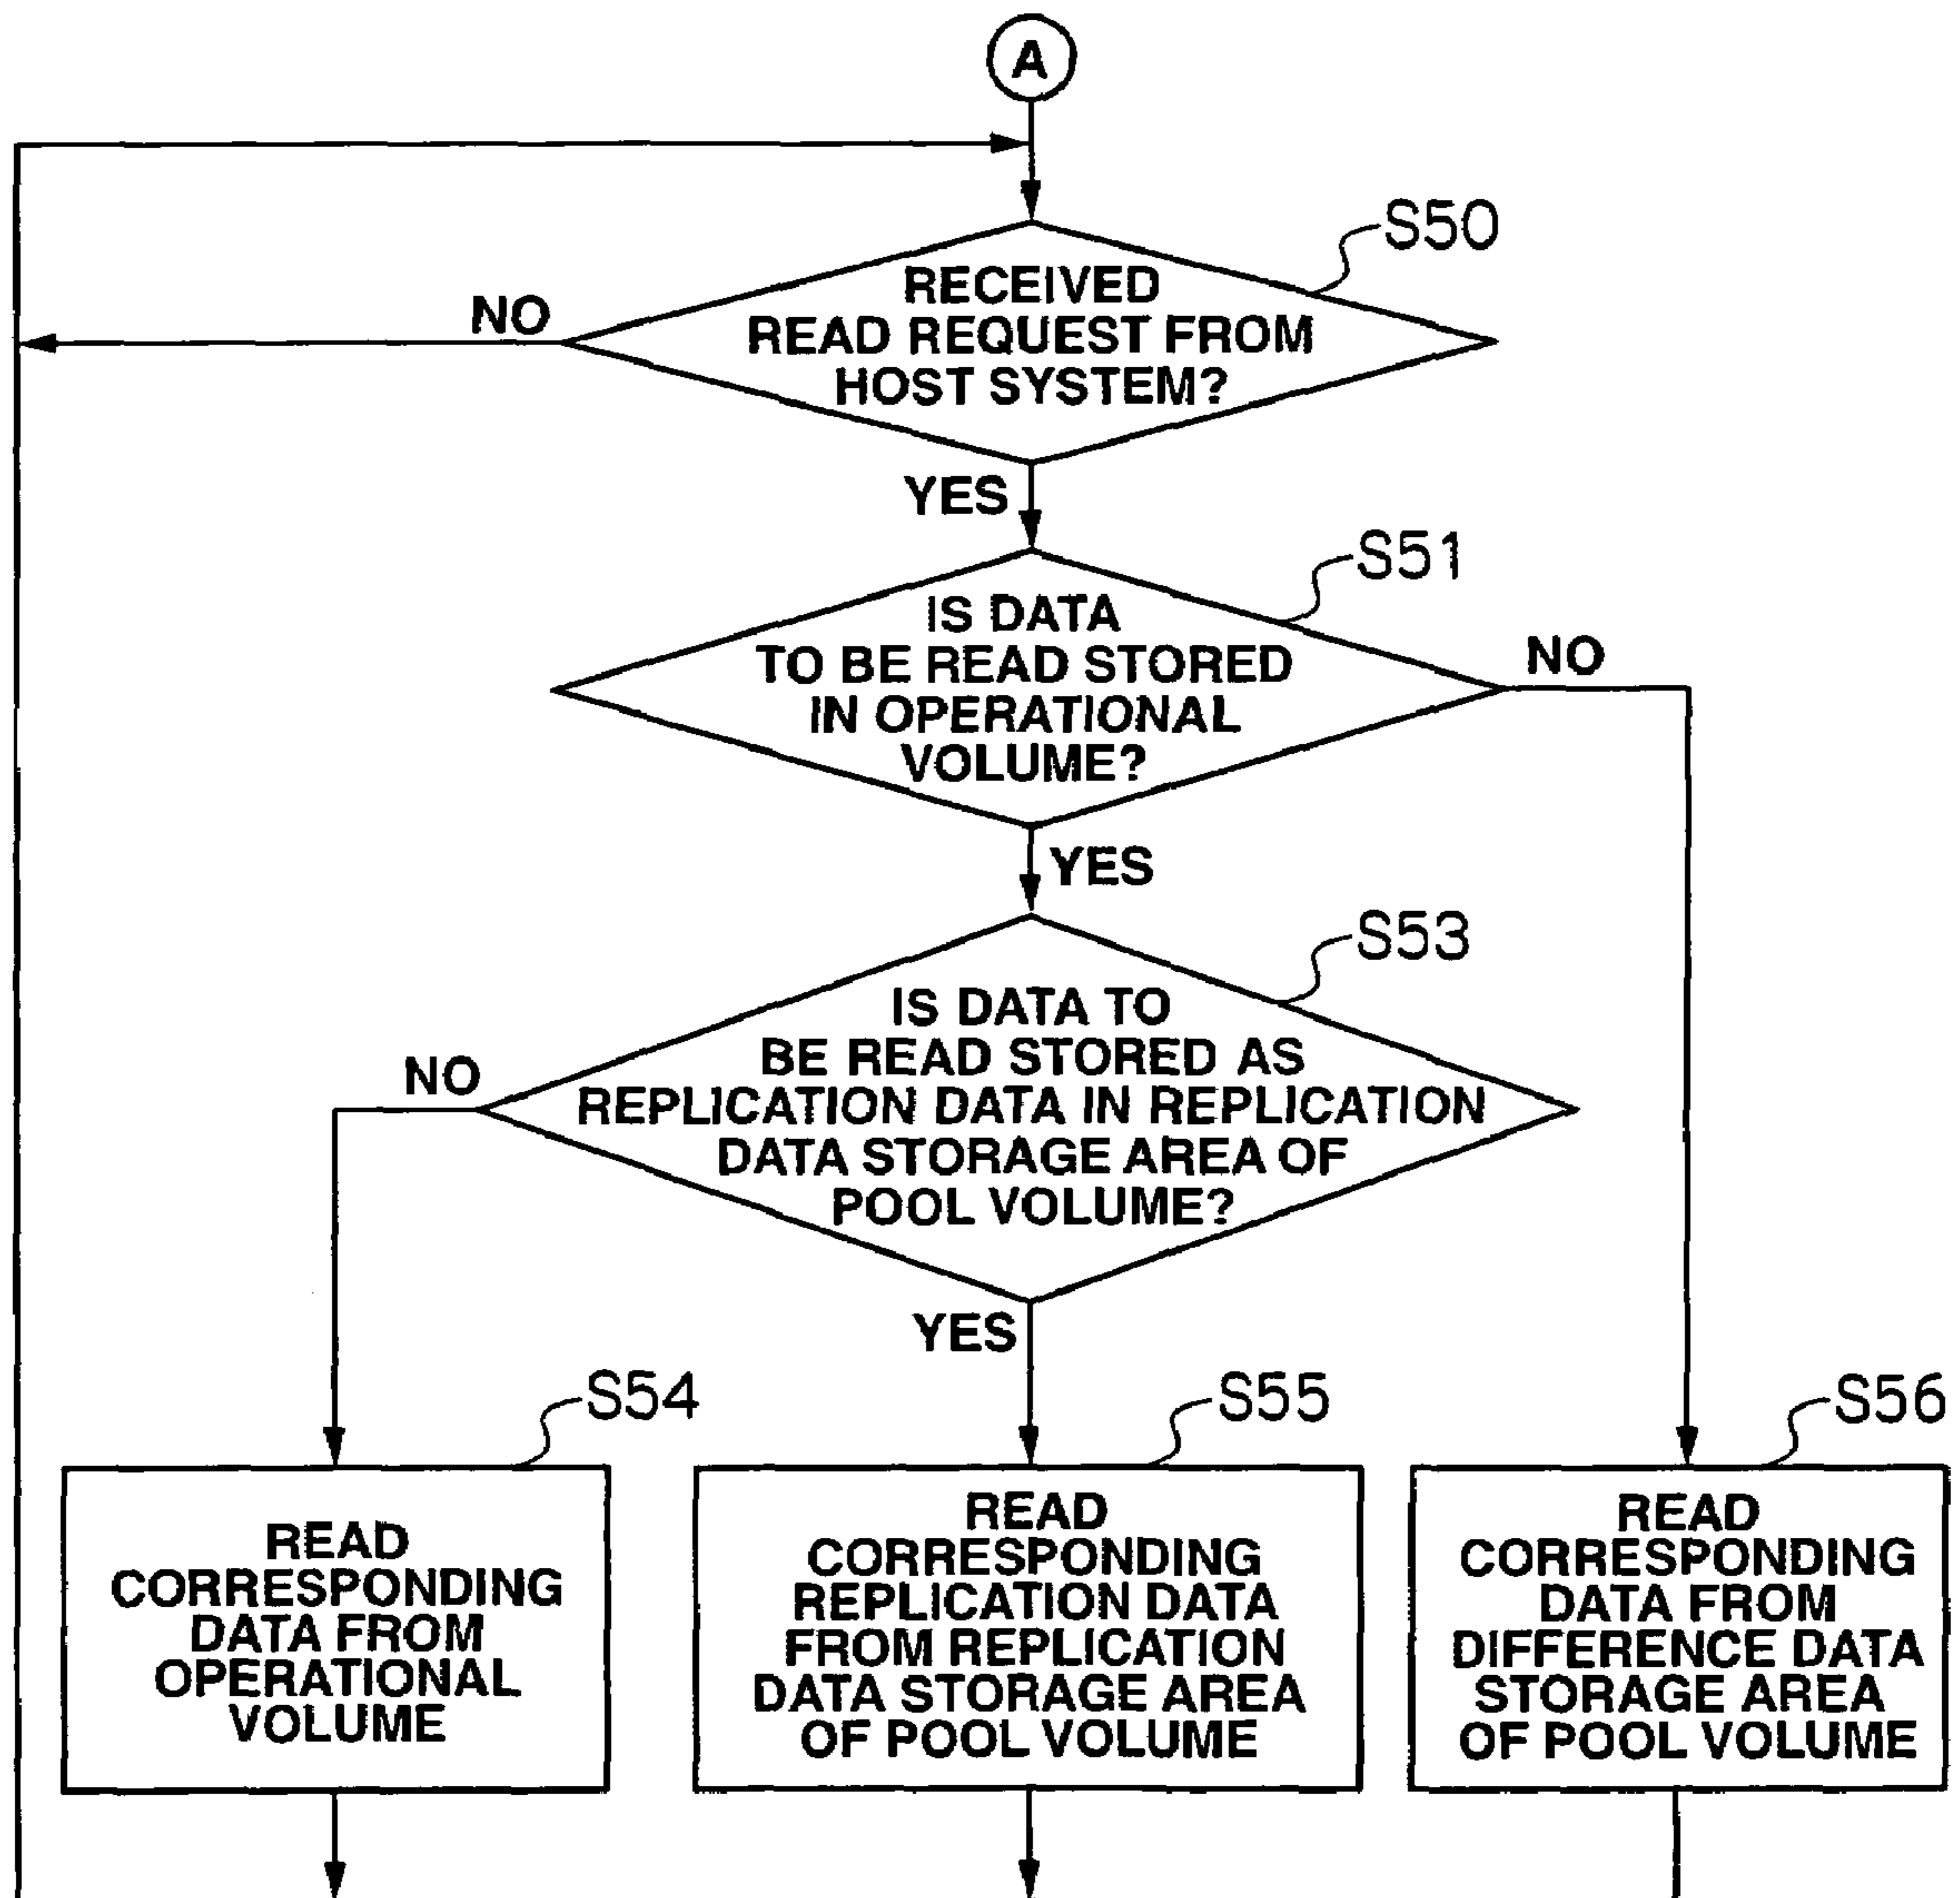 A
S50
RECEIVED
READ REQUEST FROM
HOST SYSTEM?
NO
YES
S51
IS DATA
TO BE READ STORED
IN OPERATIONAL
VOLUME?
NO
YES
S53
IS DATA TO
BE READ STORED AS
REPLICATION DATA IN REPLICATION
DATA STORAGE AREA OF
POOL VOLUME?
NO
YES
S54
READ
CORRESPONDING
DATA FROM
OPERATIONAL
VOLUME
S55
READ
CORRESPONDING
REPLICATION DATA
FROM REPLICATION
DATA STORAGE AREA
OF POOL VOLUME
S56
READ
CORRESPONDING
DATA FROM
DIFFERENCE DATA
STORAGE AREA
OF POOL VOLUME